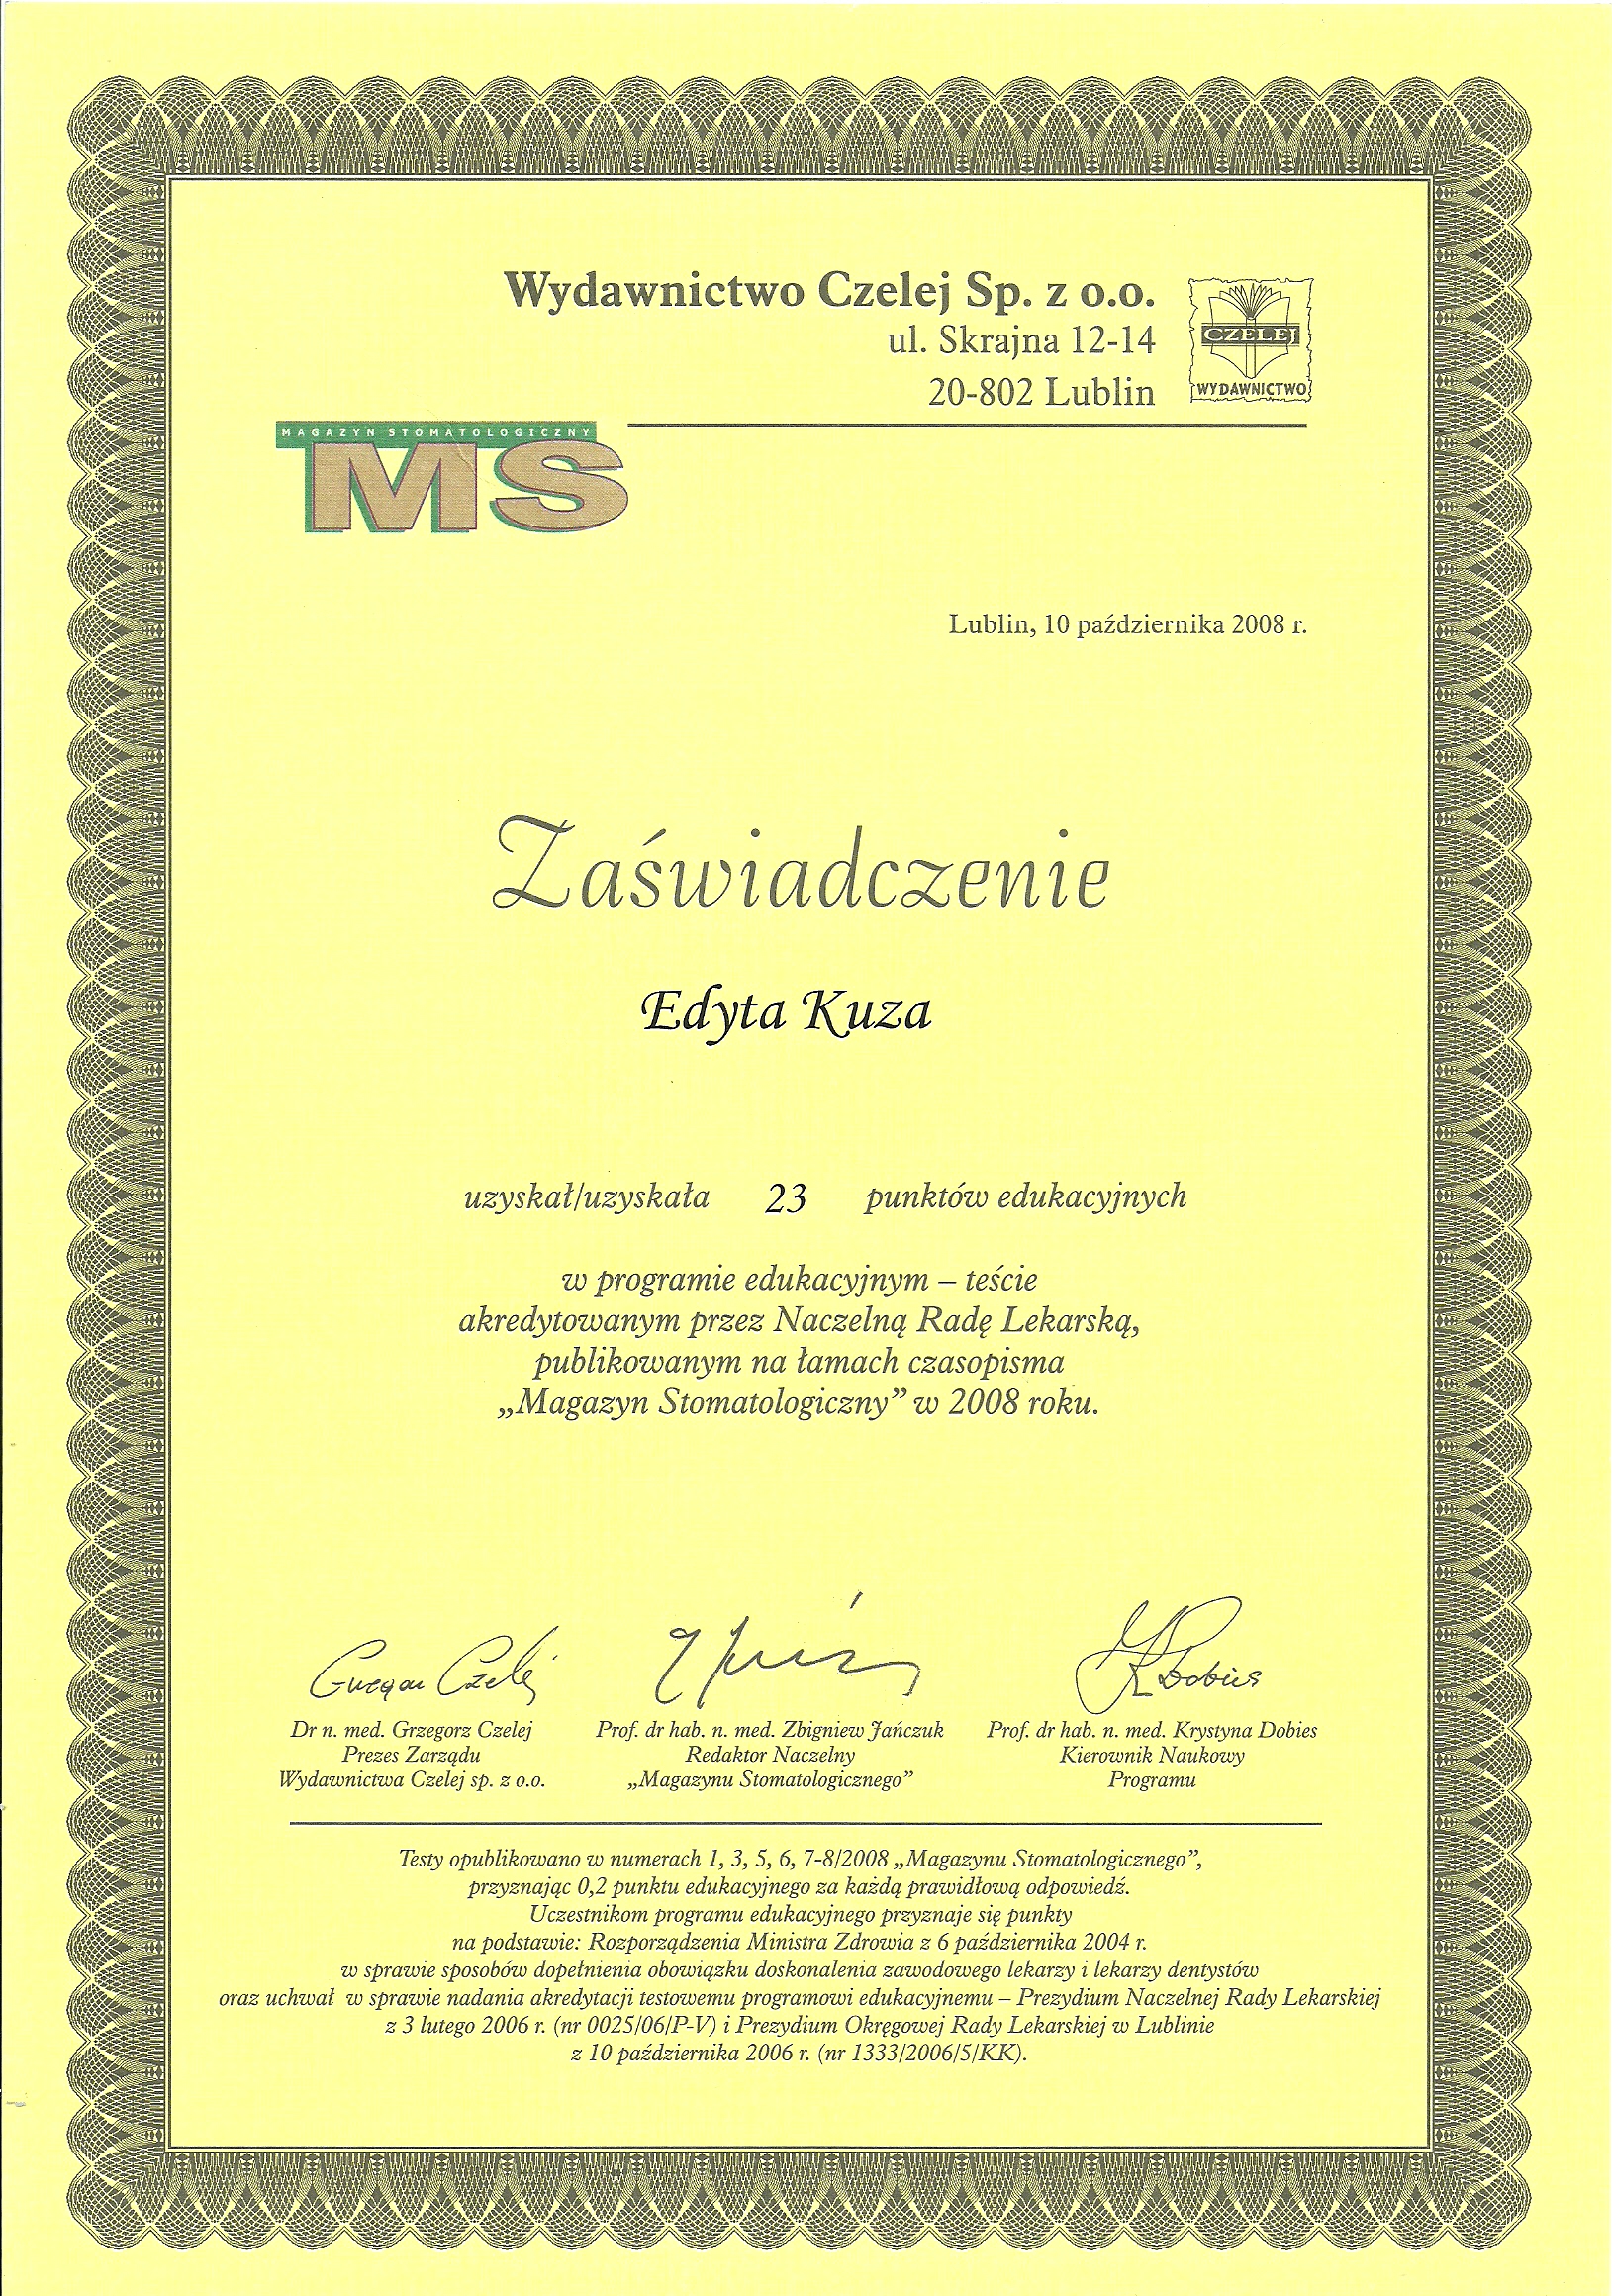 Wydawnictwo Czelej Sp. z o.o.
ul. Skrajna 12-14
20-802 Lublin
CZELEJ
WYDAWNICTWO
MAGAZYN STOMATOLOGICZNY
MS
Lublin, 10 października 2008 r.
Zaświadczenie
Edyta Kuza
uzyskał/uzyskała 23 punktów edukacyjnych
w programie edukacyjnym – teście
akredytowanym przez Naczelną Radę Lekarską,
publikowanym na łamach czasopisma
„Magazyn Stomatologiczny” w 2008 roku.
Grzegorz Czelej
KDobies
Dr n. med. Grzegorz Czelej
Prezes Zarządu
Wydawnictwa Czelej sp. z o.o.
Prof. dr hab. n. med. Zbigniew Jańczuk
Redaktor Naczelny
„Magazynu Stomatologicznego”
Prof. dr hab. n. med. Krystyna Dobies
Kierownik Naukowy
Programu
Testy opublikowano w numerach 1, 3, 5, 6, 7-8/2008 „Magazynu Stomatologicznego”,
przyznając 0,2 punktu edukacyjnego za każdą prawidłową odpowiedź.
Uczestnikom programu edukacyjnego przyznaje się punkty
na podstawie: Rozporządzenia Ministra Zdrowia z 6 października 2004 r.
w sprawie sposobów dopełnienia obowiązku doskonalenia zawodowego lekarzy i lekarzy dentystów
oraz uchwał w sprawie nadania akredytacji testowemu programowi edukacyjnemu – Prezydium Naczelnej Rady Lekarskiej
z 3 lutego 2006 r. (nr 0025/06/P-V) i Prezydium Okręgowej Rady Lekarskiej w Lublinie
z 10 października 2006 r. (nr 1333/2006/5/KK).